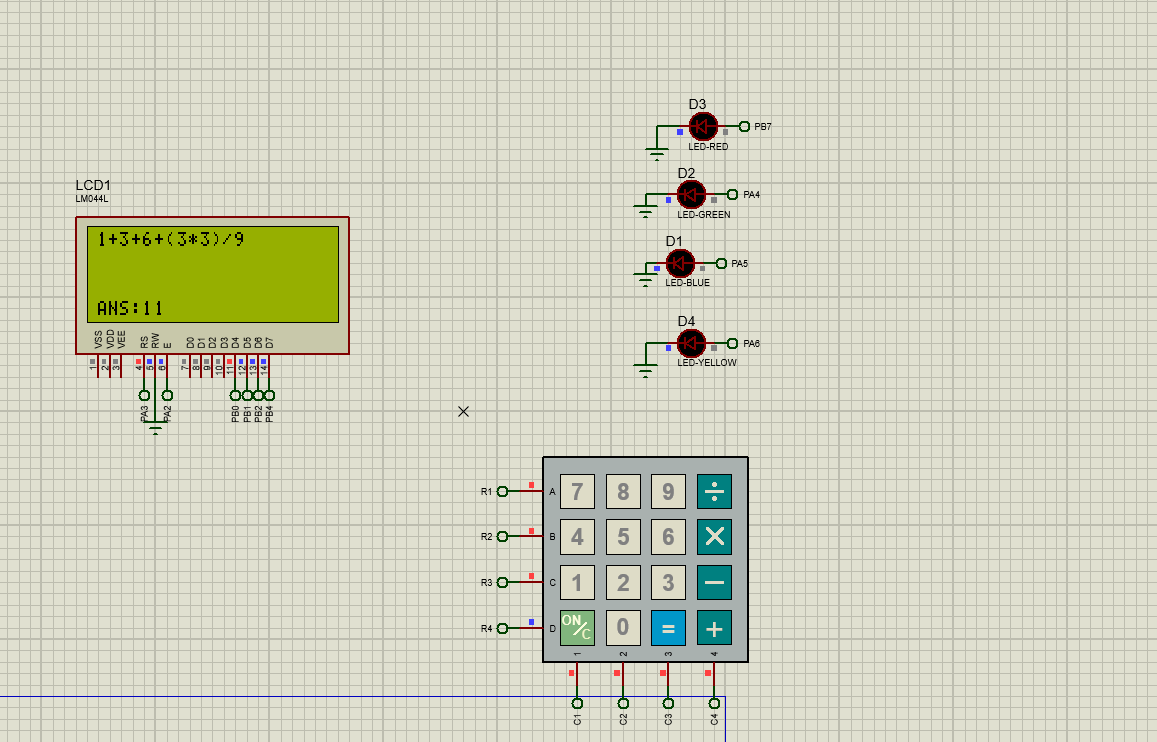 D3
PB7
LED-RED
D2
PA4
LED-GREEN
LCD1
LM044L
1+3+6+(3*3)/9
ANS:11
D1
PA5
LED-BLUE
D4
PA6
LED-YELLOW
VSS VDD VEE RS RW E D0 D1 D2 D3 D4 D5 D6 D7
1 2 3 4 5 6 7 8 9 10 11 12 13 14
PA3 PA2 PB0 PB1 PB2 PB4
R1 A 7 8 9 ÷
R2 B 4 5 6 ×
R3 C 1 2 3 −
R4 D ON/C 0 = +
1 2 3 4
C1 C2 C3 C4